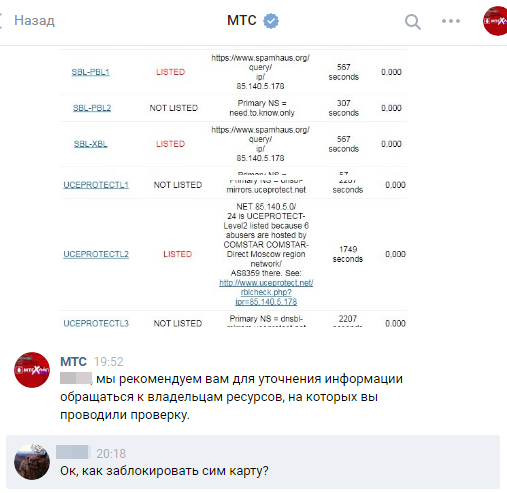 Назад
МТС
https://www.spamhaus.org/
query/
ip/
85.140.5.178
SBL-PBL1 LISTED 567 seconds 0,000
SBL-PBL2 NOT LISTED Primary NS = need.to.know.only 307 seconds 0,000
SBL-XBL LISTED https://www.spamhaus.org/
query/
ip/
85.140.5.178 567 seconds 0,000
UCEPROTECTL1 NOT LISTED Primary NS = dnsbl-
mirrors.uceprotect.net 2207 seconds 0,000
UCEPROTECTL2 LISTED NET 85.140.5.0/
24 is UCEPROTECT-
Level2 listed because 6
abusers are hosted by
COMSTAR COMSTAR-
Direct Moscow region
network/
AS8359 there. See:
http://www.uceprotect.net/
rblcheck.php?
ipr=85.140.5.178 1749 seconds 0,000
UCEPROTECTL3 NOT LISTED Primary NS = dnsbl- 2207 0,000
МТС 19:52
, мы рекомендуем вам для уточнения информации
обращаться к владельцам ресурсов, на которых вы
проводили проверку.
20:18
Ок, как заблокировать сим карту?